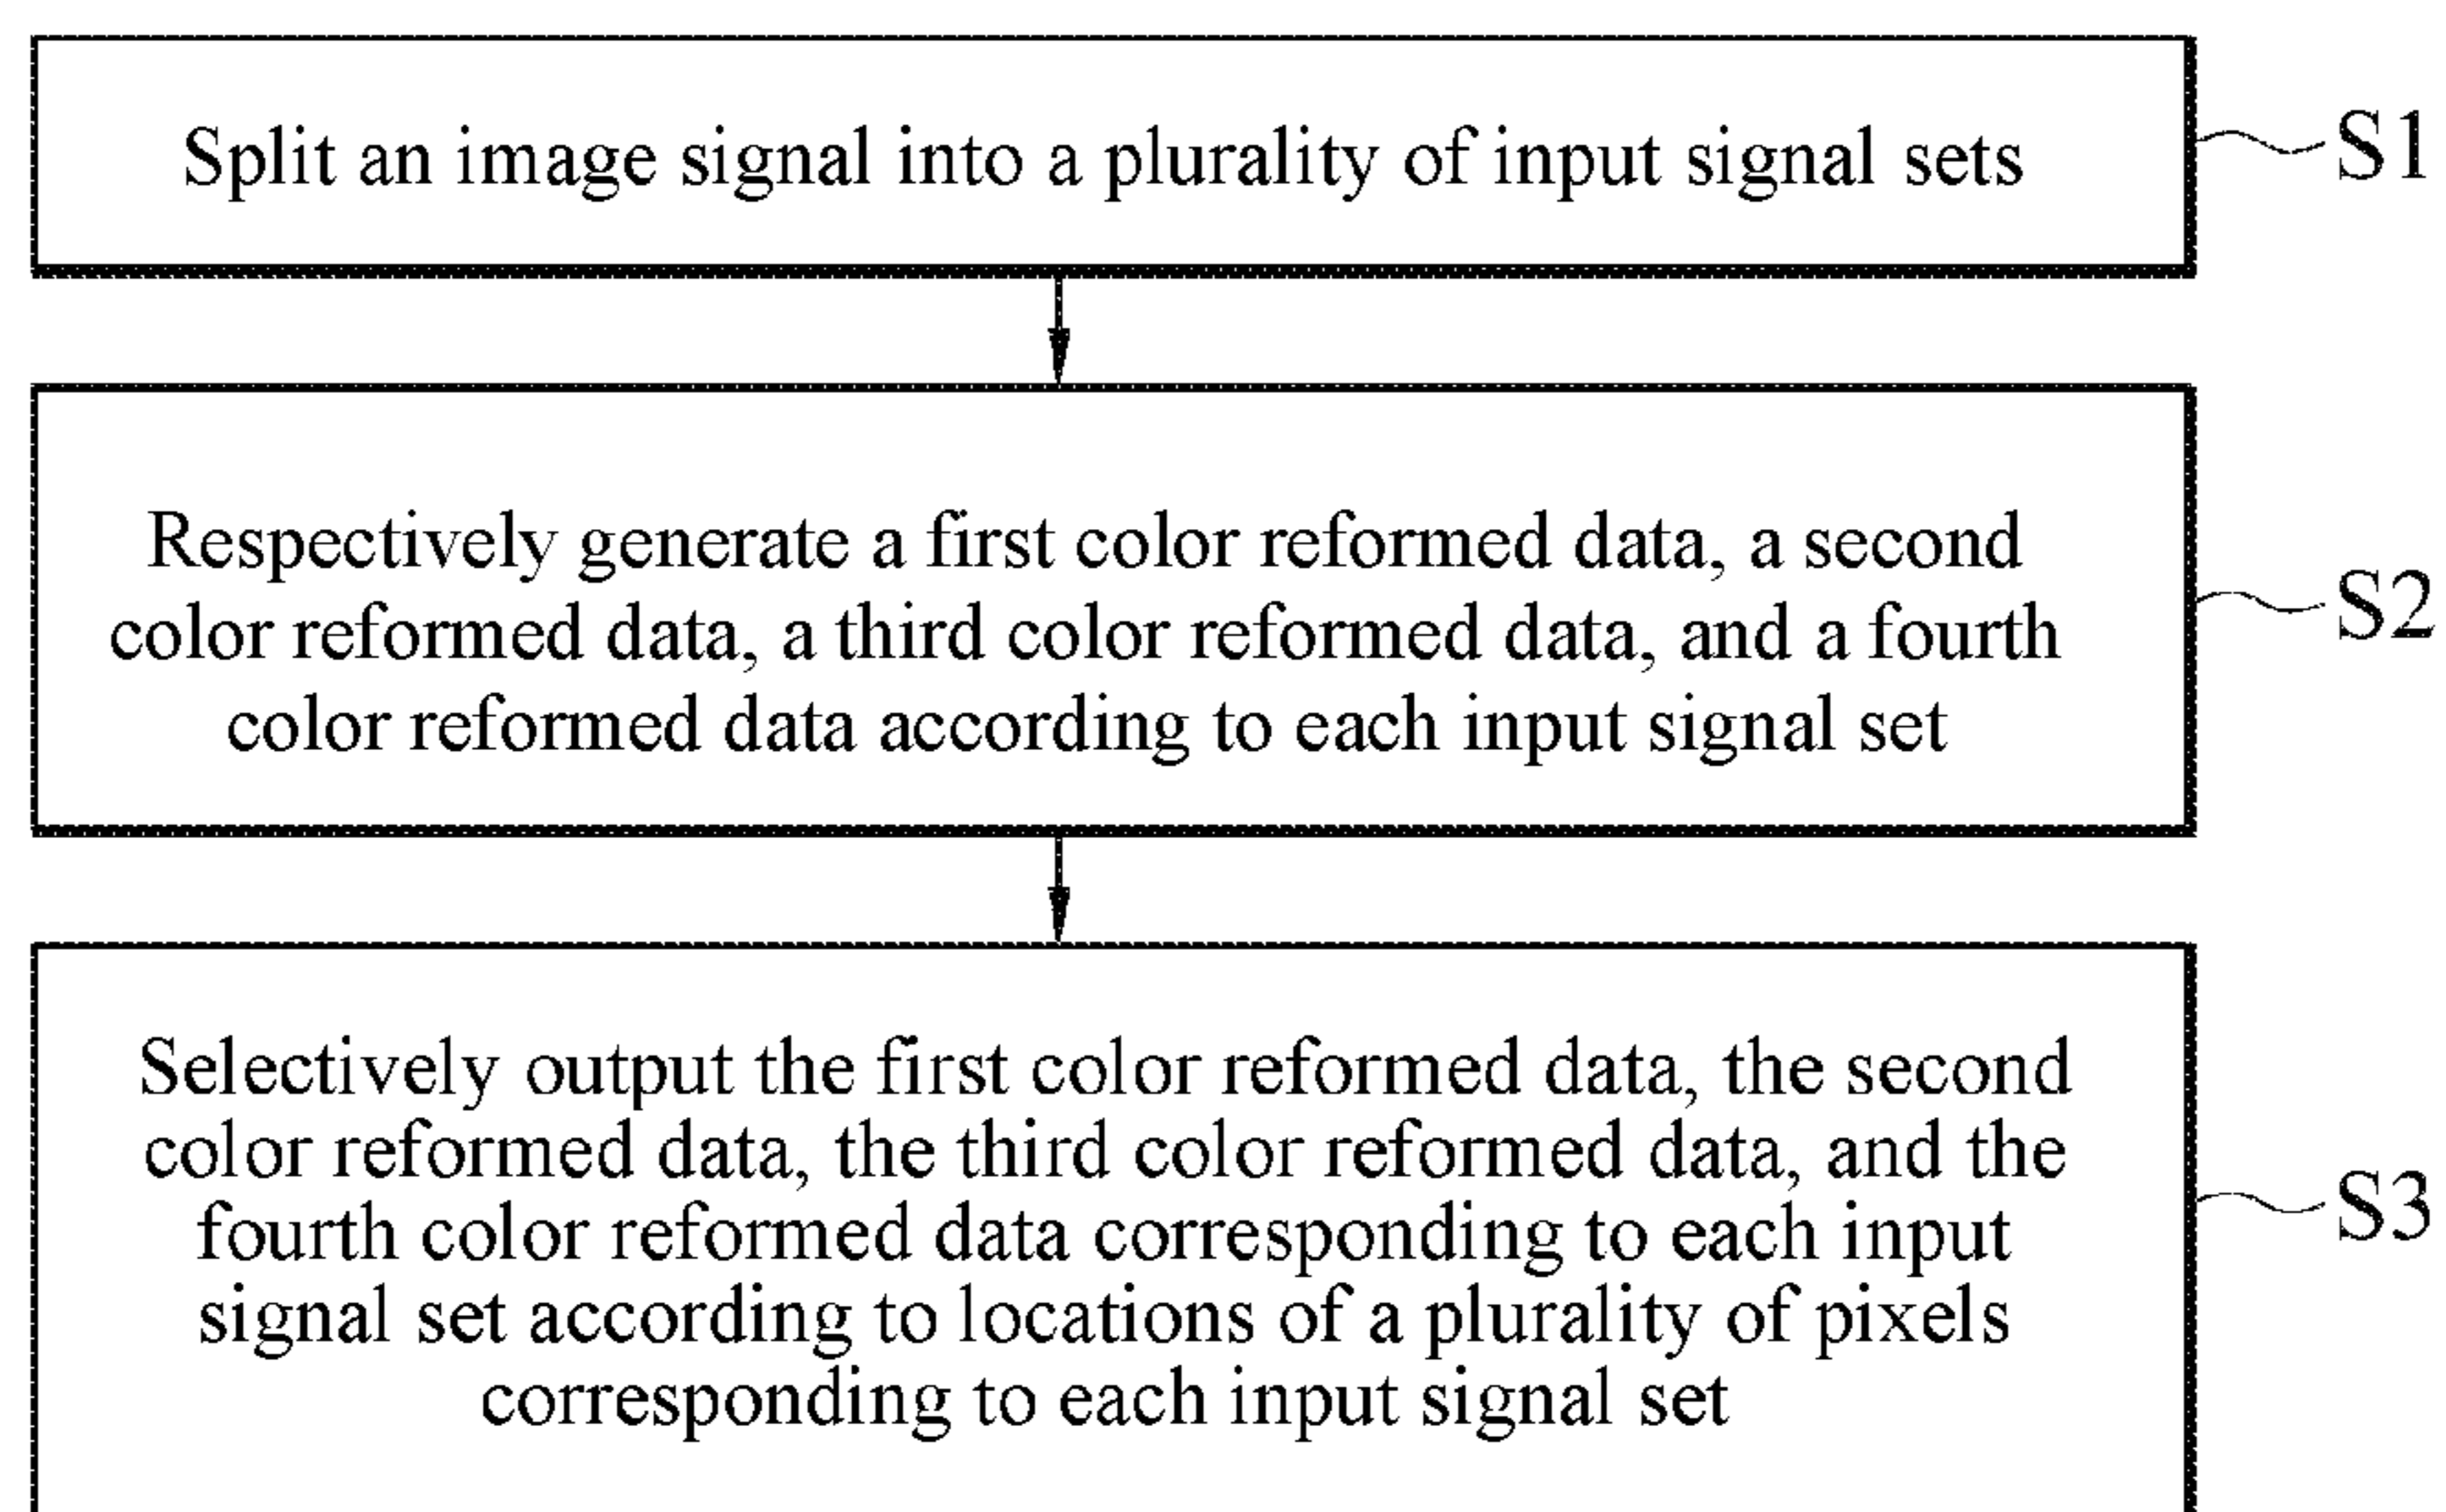 Split an image signal into a plurality of input signal sets
S1
Respectively generate a first color reformed data, a second
color reformed data, a third color reformed data, and a fourth
color reformed data according to each input signal set
S2
Selectively output the first color reformed data, the second
color reformed data, the third color reformed data, and the
fourth color reformed data corresponding to each input
signal set according to locations of a plurality of pixels
corresponding to each input signal set
S3